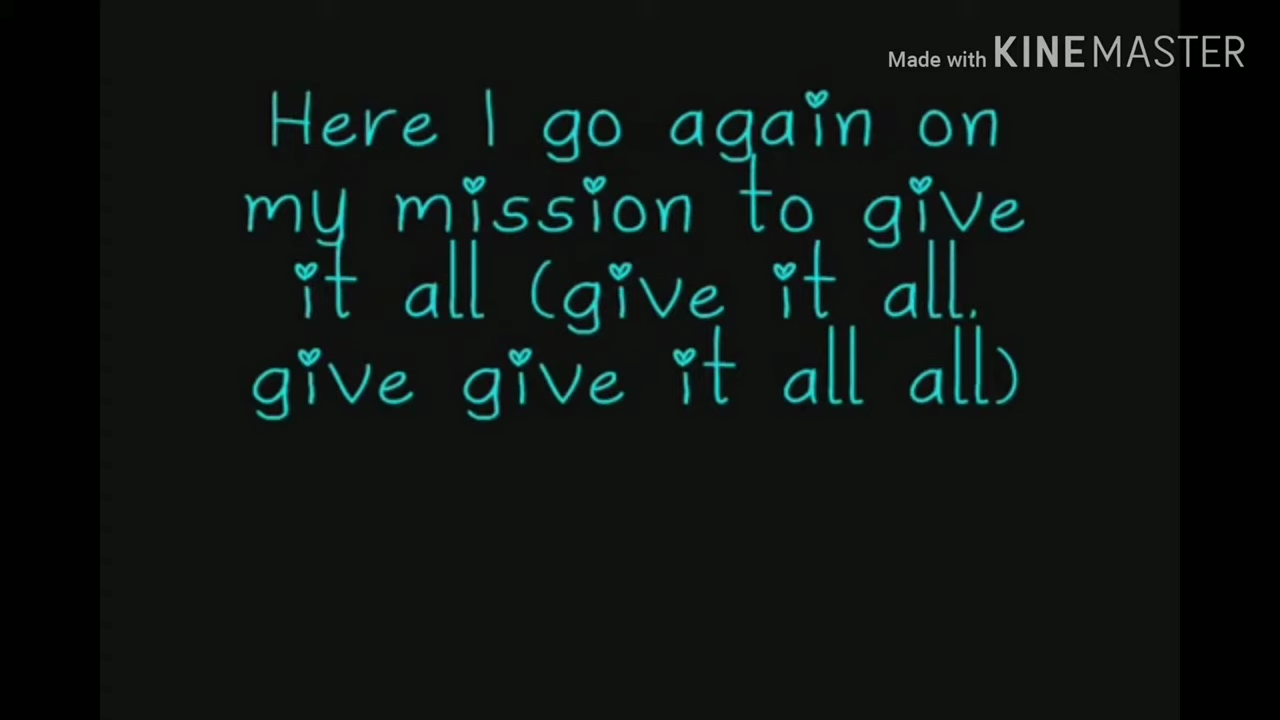 Made with KINEMASTER
Here I go again on
my mission to give
it all (give it all.
give give it all all)